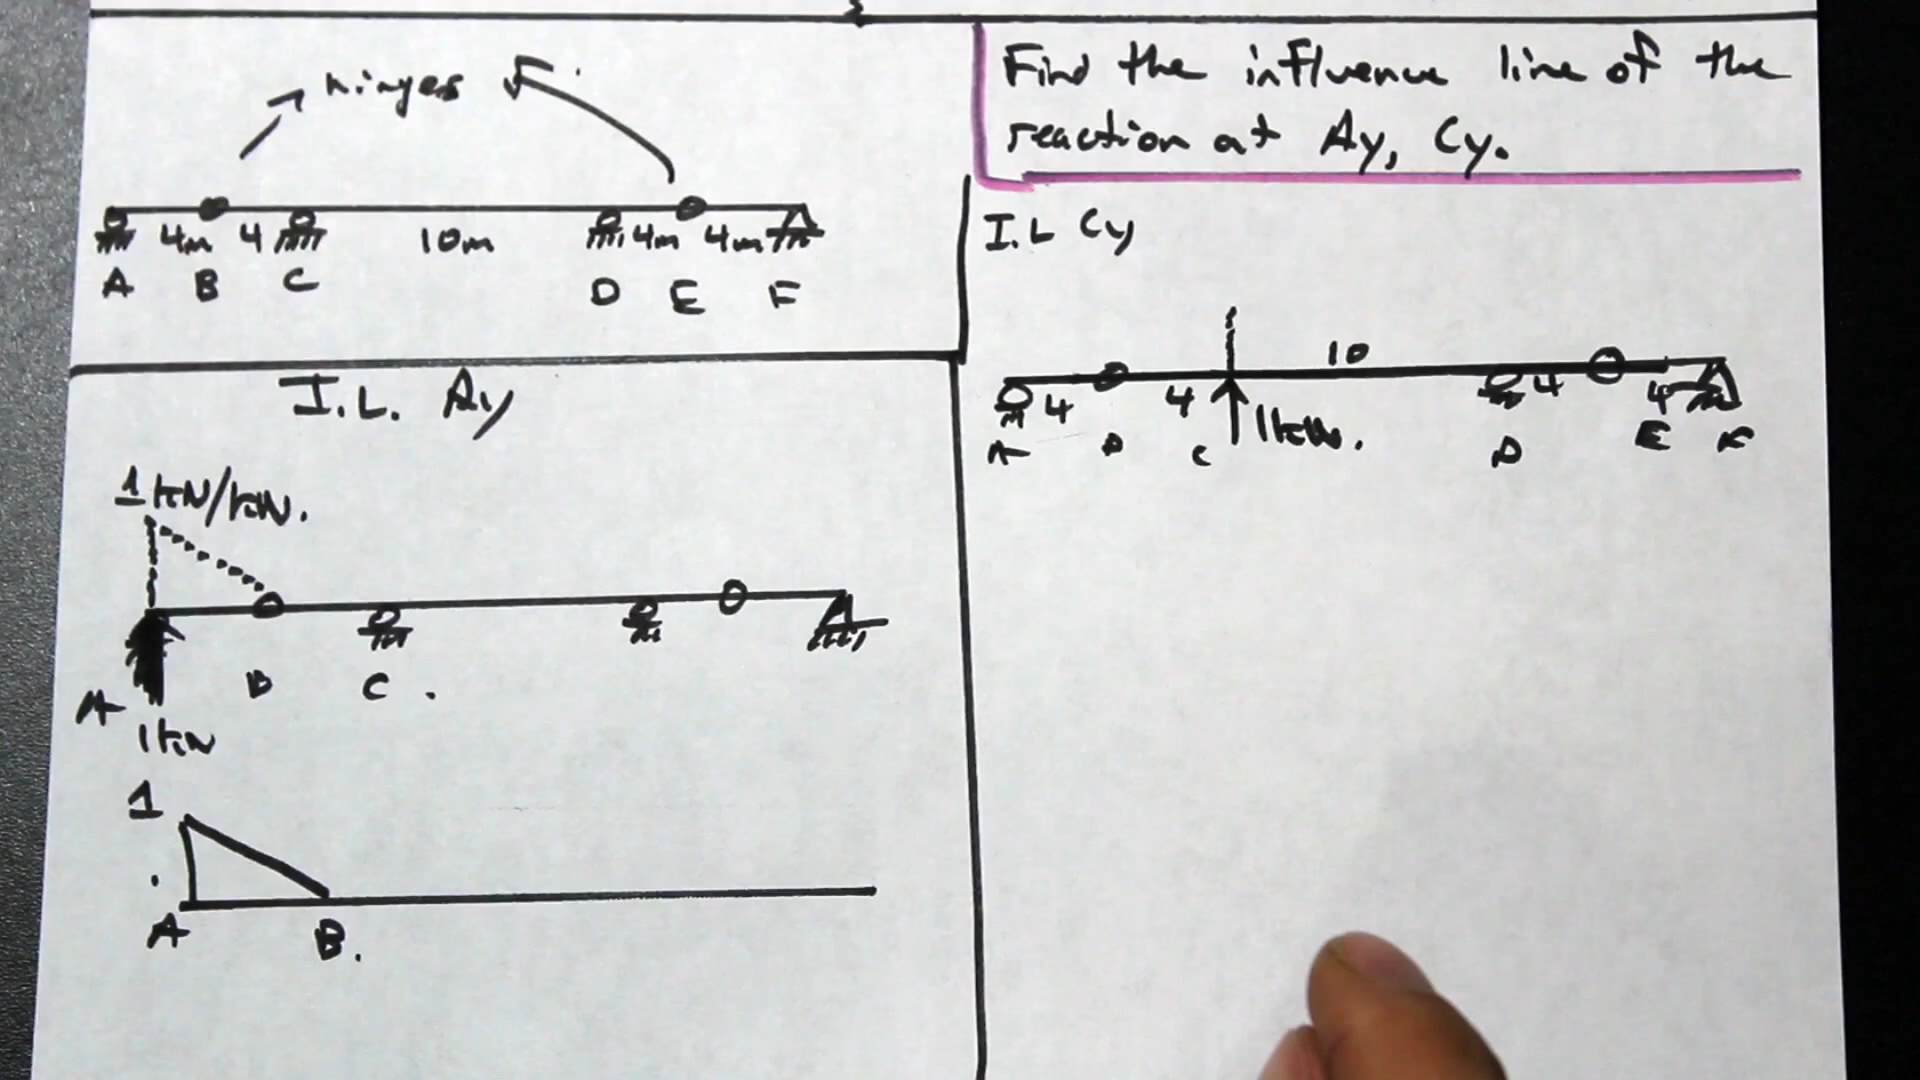 hinges
4m 4 10m 4m 4m
A B C D E F
Find the influence line of the
reaction at Ay, Cy.
I.L. Ay
1 kN/kN.
A B C .
1kN
1
A B.
I.L Cy
10
4 4 4 4
1kN.
A B C D E F